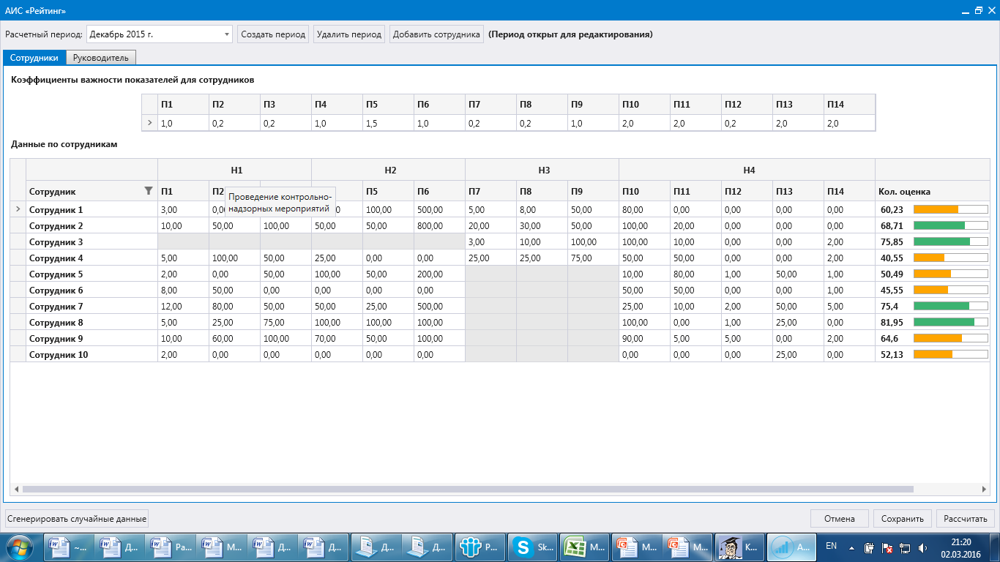 АИС «Рейтинг»
Расчетный период: Декабрь 2015 г. Создать период Удалить период Добавить сотрудника (Период открыт для редактирования)
Сотрудники Руководитель
Коэффициенты важности показателей для сотрудников
П1 П2 П3 П4 П5 П6 П7 П8 П9 П10 П11 П12 П13 П14
1,0 0,2 0,2 1,0 1,5 1,0 0,2 0,2 1,0 2,0 2,0 0,2 2,0 2,0
Данные по сотрудникам
Н1 Н2 Н3 Н4
Сотрудник П1 П2 П5 П6 П7 П8 П9 П10 П11 П12 П13 П14 Кол. оценка
Проведение контрольно-
надзорных мероприятий
Сотрудник 1 3,00 100,00 500,00 5,00 8,00 50,00 80,00 0,00 0,00 0,00 0,00 60,23
Сотрудник 2 10,00 50,00 100,00 50,00 50,00 800,00 20,00 30,00 50,00 100,00 20,00 0,00 0,00 0,00 68,71
Сотрудник 3 3,00 10,00 100,00 100,00 10,00 0,00 0,00 2,00 75,85
Сотрудник 4 5,00 100,00 50,00 25,00 0,00 0,00 25,00 25,00 75,00 50,00 50,00 0,00 0,00 2,00 40,55
Сотрудник 5 2,00 0,00 50,00 100,00 50,00 200,00 10,00 80,00 1,00 50,00 1,00 50,49
Сотрудник 6 8,00 50,00 0,00 0,00 0,00 0,00 50,00 50,00 0,00 0,00 1,00 45,55
Сотрудник 7 12,00 80,00 50,00 50,00 25,00 500,00 25,00 10,00 2,00 50,00 5,00 75,4
Сотрудник 8 5,00 25,00 75,00 100,00 100,00 100,00 100,00 0,00 1,00 25,00 0,00 81,95
Сотрудник 9 10,00 60,00 100,00 70,00 50,00 100,00 90,00 5,00 5,00 0,00 2,00 64,6
Сотрудник 10 2,00 0,00 0,00 0,00 0,00 0,00 0,00 0,00 0,00 25,00 0,00 52,13
Сгенерировать случайные данные Отмена Сохранить Рассчитать
~... Д... Ра... М... Д... Д... Д... Д... Р... Sk... М... М... М... К... А... EN 21:20
02.03.2016